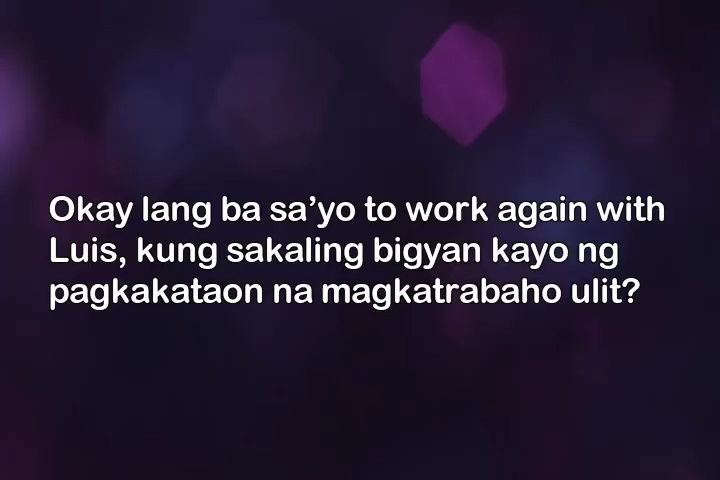 Okay lang ba sa’yo to work again with
Luis, kung sakaling bigyan kayo ng
pagkakataon na magkatrabaho ulit?